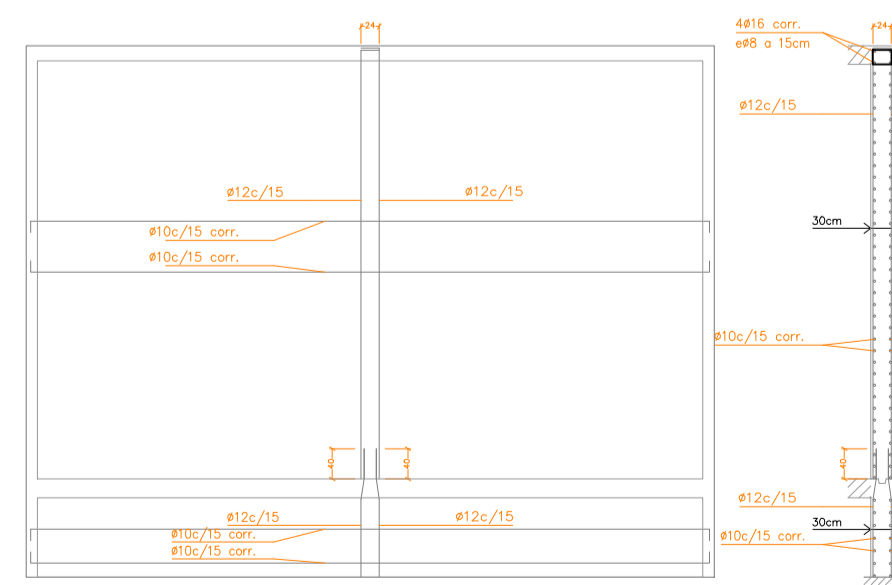 24
4Ø16 corr.
eØ8 a 15cm
24
Ø12c/15
Ø12c/15
Ø12c/15
30cm
Ø10c/15 corr.
Ø10c/15 corr.
Ø10c/15 corr.
40
40
40
Ø12c/15
Ø12c/15
Ø12c/15
30cm
Ø10c/15 corr.
Ø10c/15 corr.
Ø10c/15 corr.